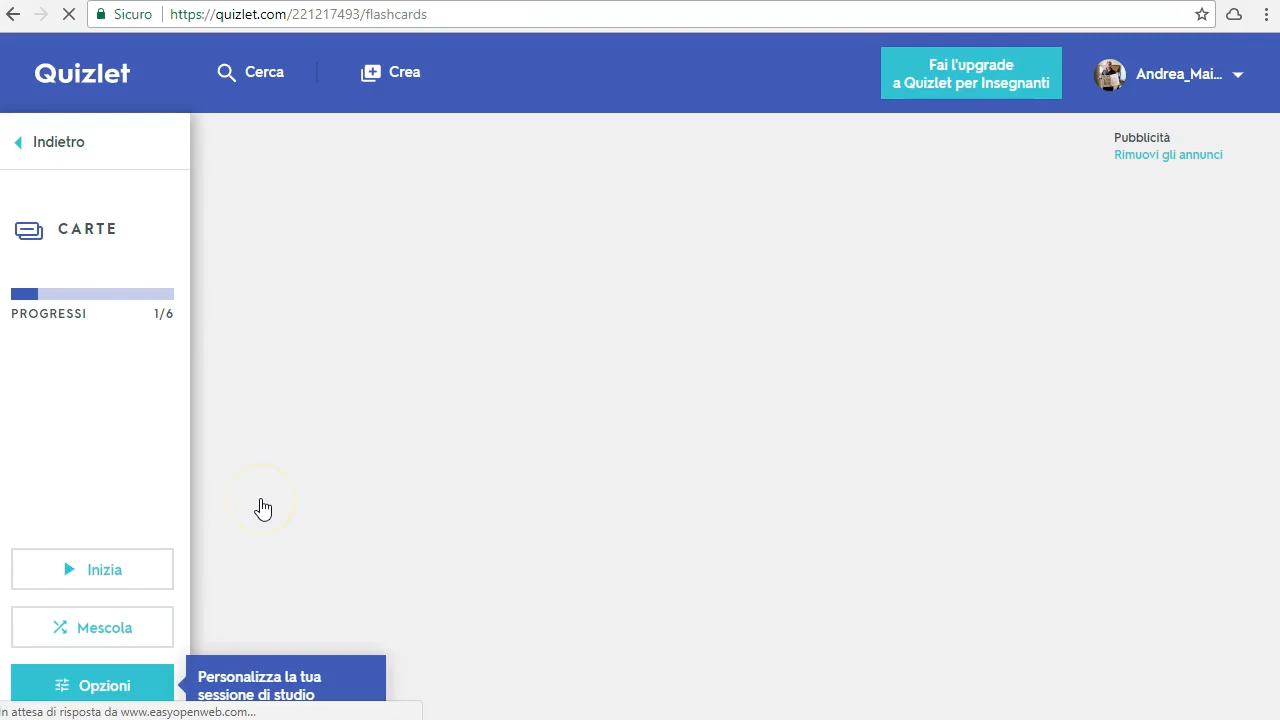 Sicuro https://quizlet.com/221217493/flashcards
Quizlet Cerca Crea
Fai l'upgrade
a Quizlet per Insegnanti
Andrea_Mai...
Indietro
Pubblicità
Rimuovi gli annunci
CARTE
PROGRESSI 1/6
Inizia
Mescola
Opzioni
Personalizza la tua
sessione di studio
In attesa di risposta da www.easyopenweb.com...